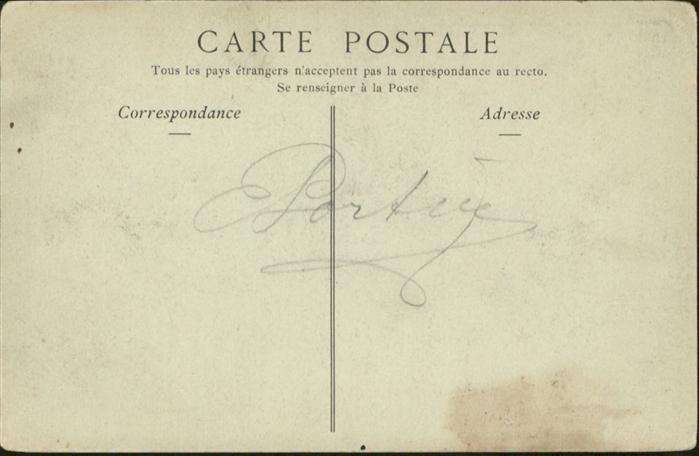 CARTE POSTALE
Tous les pays étrangers n'acceptent pas la correspondance au recto.
Se renseigner à la Poste
Correspondance
Adresse